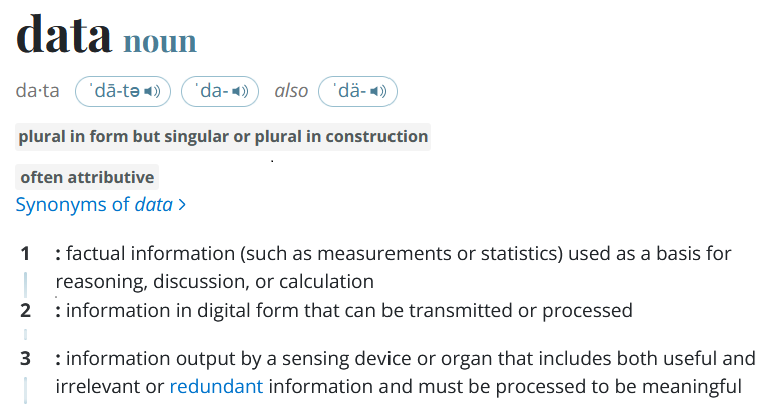 data noun
da·ta ˈdā-tə ˈda- also ˈdä-
plural in form but singular or plural in construction
often attributive
Synonyms of data >
1 : factual information (such as measurements or statistics) used as a basis for
reasoning, discussion, or calculation
2 : information in digital form that can be transmitted or processed
3 : information output by a sensing device or organ that includes both useful and
irrelevant or redundant information and must be processed to be meaningful